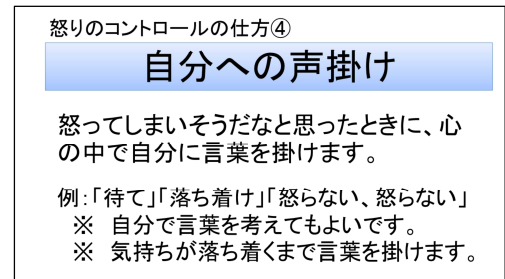 怒りのコントロールの仕方④
自分への声掛け
怒ってしまいそうだなと思ったときに、心
の中で自分に言葉を掛けます。
例：「待て」「落ち着け」「怒らない、怒らない」
※　自分で言葉を考えてもよいです。
※　気持ちが落ち着くまで言葉を掛けます。